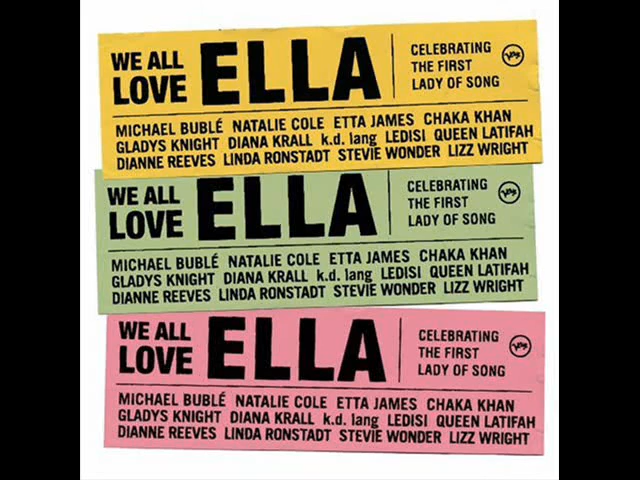 WE ALL
LOVE
ELLA
CELEBRATING
THE FIRST
LADY OF SONG
Verve
MICHAEL BUBLÉ NATALIE COLE ETTA JAMES CHAKA KHAN
GLADYS KNIGHT DIANA KRALL k.d. lang LEDISI QUEEN LATIFAH
DIANNE REEVES LINDA RONSTADT STEVIE WONDER LIZZ WRIGHT
WE ALL
LOVE
ELLA
CELEBRATING
THE FIRST
LADY OF SONG
Verve
MICHAEL BUBLÉ NATALIE COLE ETTA JAMES CHAKA KHAN
GLADYS KNIGHT DIANA KRALL k.d. lang LEDISI QUEEN LATIFAH
DIANNE REEVES LINDA RONSTADT STEVIE WONDER LIZZ WRIGHT
WE ALL
LOVE
ELLA
CELEBRATING
THE FIRST
LADY OF SONG
Verve
MICHAEL BUBLÉ NATALIE COLE ETTA JAMES CHAKA KHAN
GLADYS KNIGHT DIANA KRALL k.d. lang LEDISI QUEEN LATIFAH
DIANNE REEVES LINDA RONSTADT STEVIE WONDER LIZZ WRIGHT